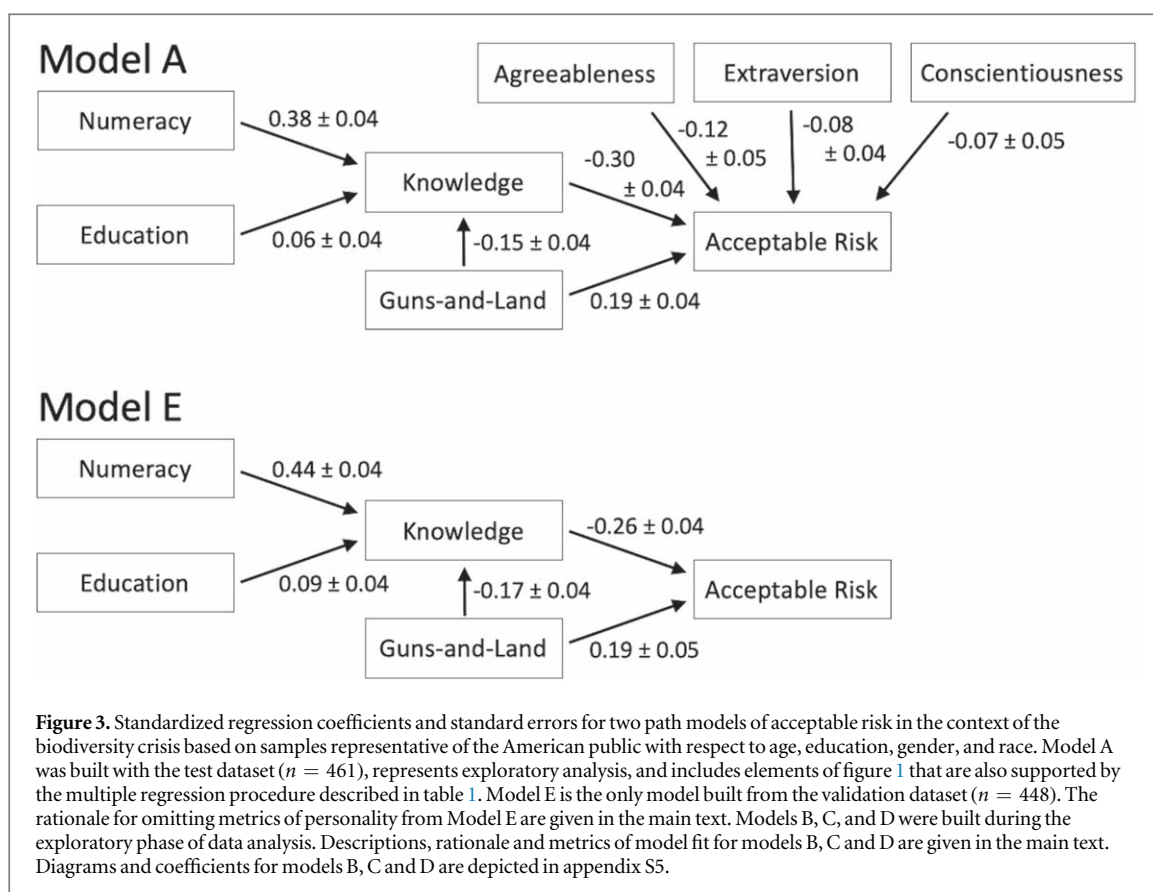 Model A
Agreeableness
Extraversion
Conscientiousness
Numeracy
0.38 ± 0.04
-0.12
± 0.05
-0.08
± 0.04
-0.07 ± 0.05
Knowledge
-0.30
± 0.04
Education
0.06 ± 0.04
-0.15 ± 0.04
Acceptable Risk
Guns-and-Land
0.19 ± 0.04
Model E
Numeracy
0.44 ± 0.04
Knowledge
-0.26 ± 0.04
Education
0.09 ± 0.04
-0.17 ± 0.04
Acceptable Risk
Guns-and-Land
0.19 ± 0.05
Figure 3. Standardized regression coefficients and standard errors for two path models of acceptable risk in the context of the
biodiversity crisis based on samples representative of the American public with respect to age, education, gender, and race. Model A
was built with the test dataset (n = 461), represents exploratory analysis, and includes elements of figure 1 that are also supported by
the multiple regression procedure described in table 1. Model E is the only model built from the validation dataset (n = 448). The
rationale for omitting metrics of personality from Model E are given in the main text. Models B, C, and D were built during the
exploratory phase of data analysis. Descriptions, rationale and metrics of model fit for models B, C and D are given in the main text.
Diagrams and coefficients for models B, C and D are depicted in appendix S5.